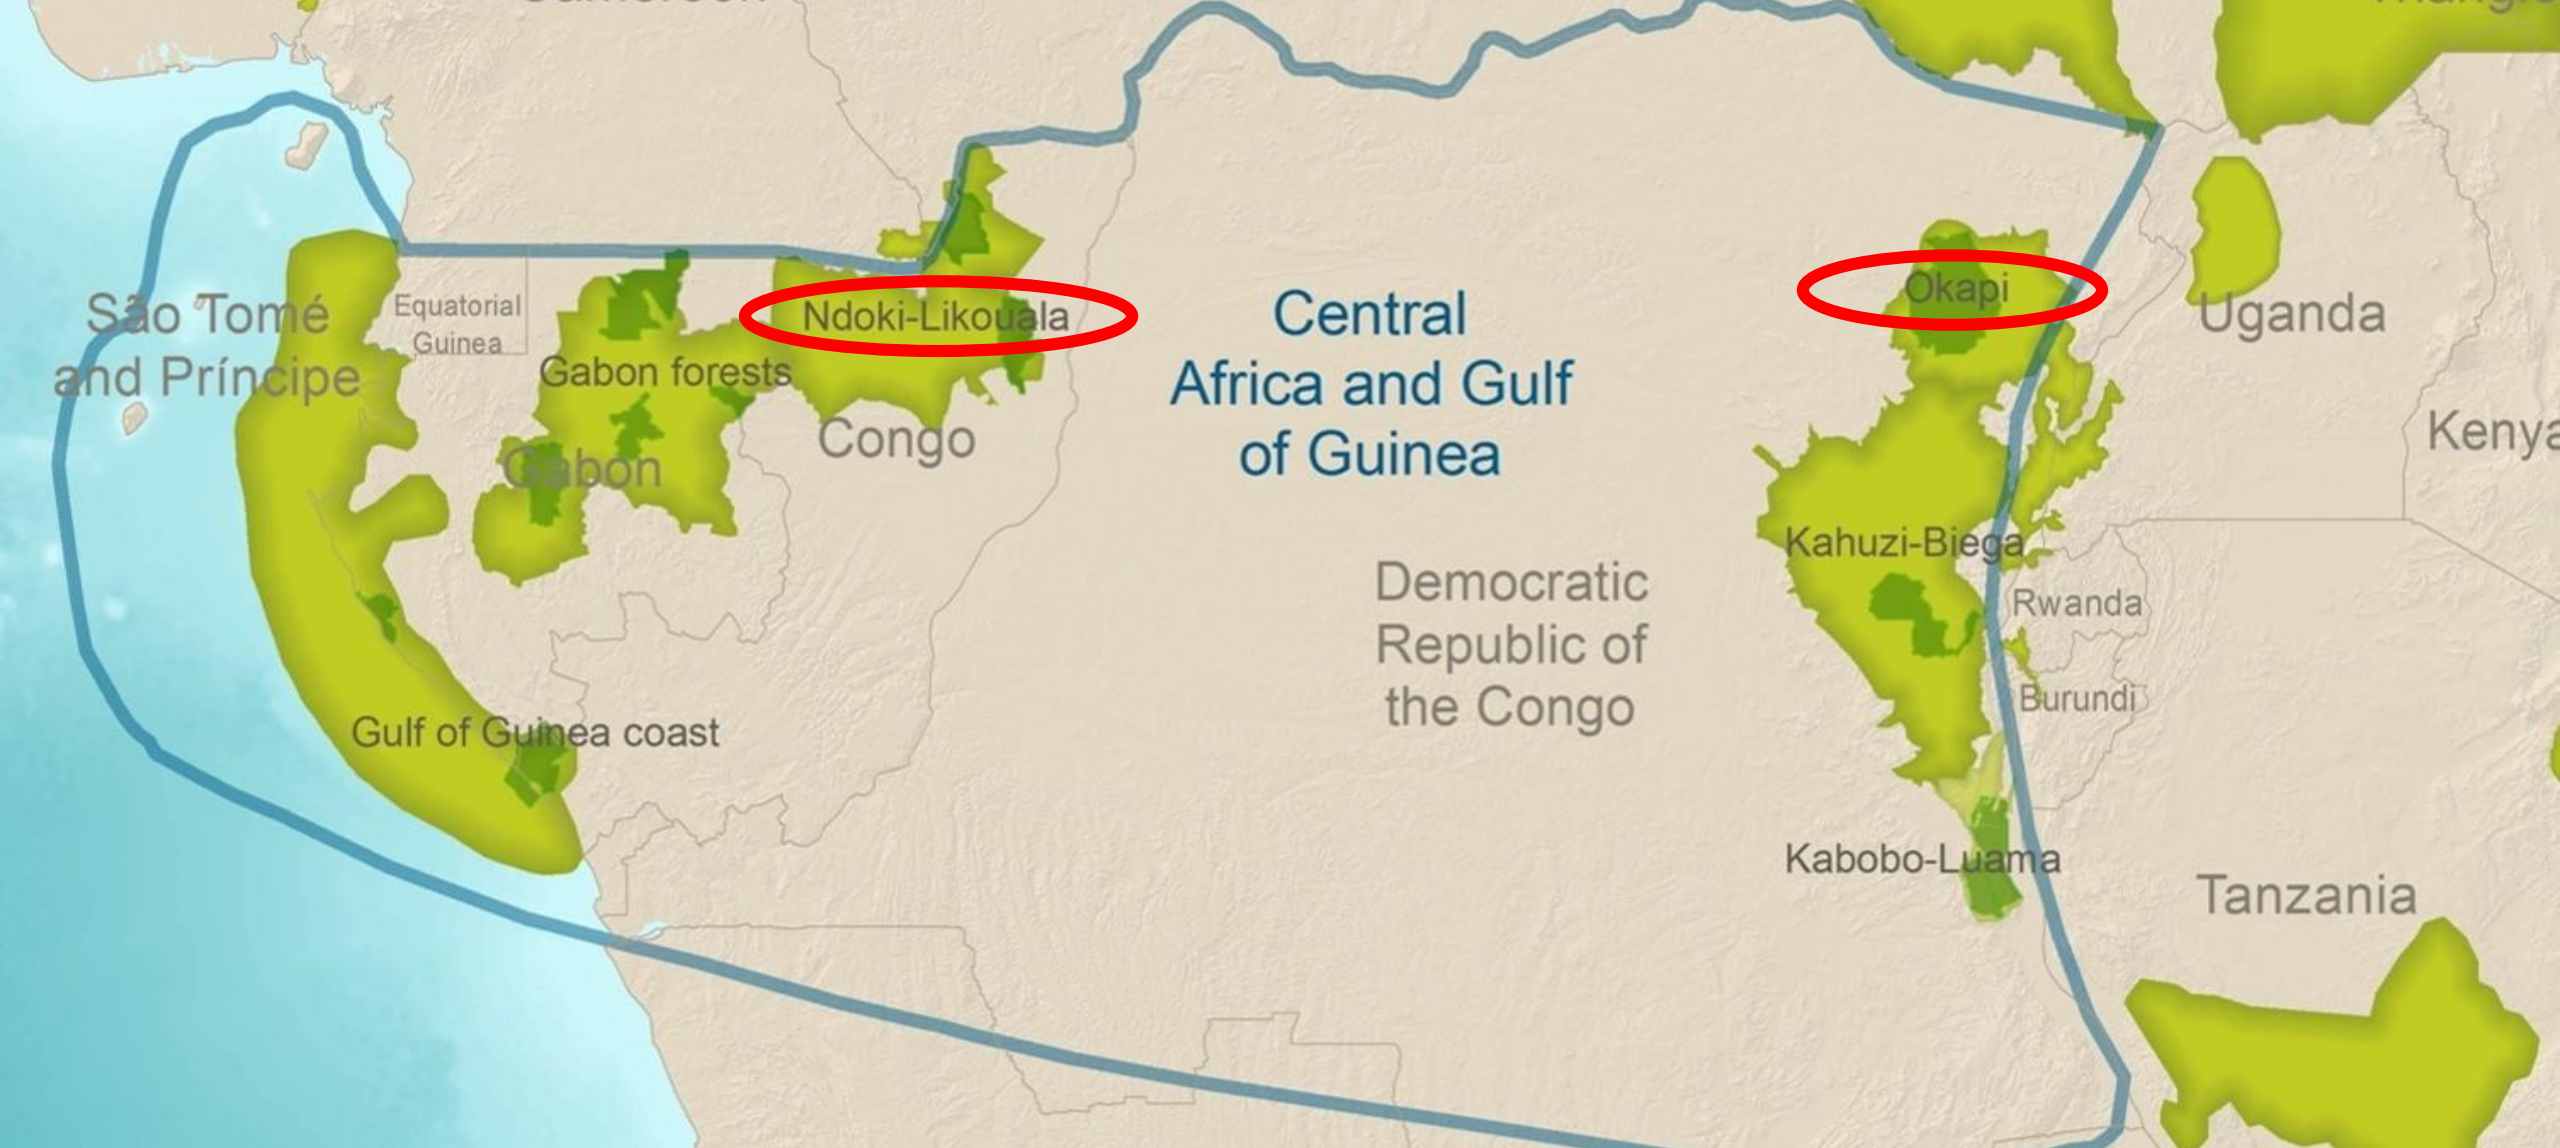 São Tomé
and Príncipe
Equatorial
Guinea
Gabon forests
Ndoki-Likouala
Congo
Gabon
Gulf of Guinea coast
Central
Africa and Gulf
of Guinea
Democratic
Republic of
the Congo
Okapi
Uganda
Kenya
Kahuzi-Biega
Rwanda
Burundi
Kabobo-Luama
Tanzania